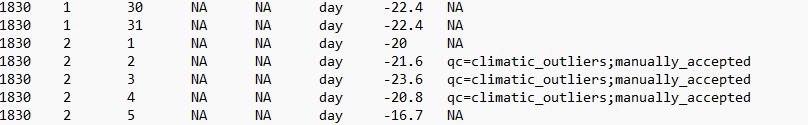 1830 1 30 NA NA day -22.4 NA
1830 1 31 NA NA day -22.4 NA
1830 2 1 NA NA day -20 NA
1830 2 2 NA NA day -21.6 qc=climatic_outliers;manually_accepted
1830 2 3 NA NA day -23.6 qc=climatic_outliers;manually_accepted
1830 2 4 NA NA day -20.8 qc=climatic_outliers;manually_accepted
1830 2 5 NA NA day -16.7 NA